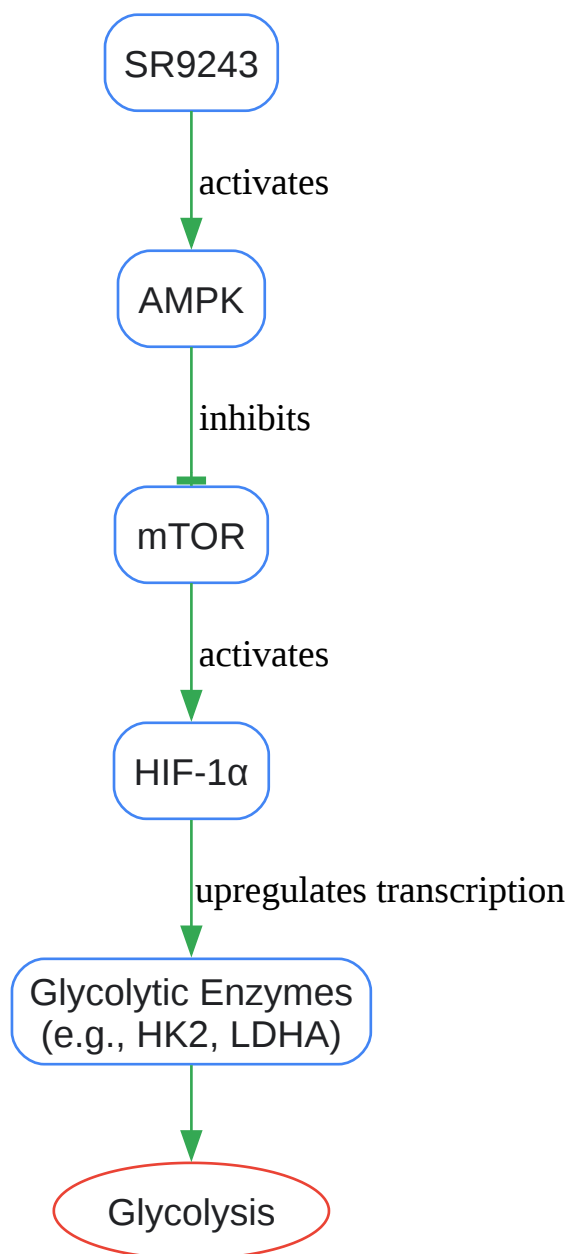 SR9243
activates
AMPK
inhibits
mTOR
activates
HIF-1α
upregulates transcription
Glycolytic Enzymes
(e.g., HK2, LDHA)
Glycolysis